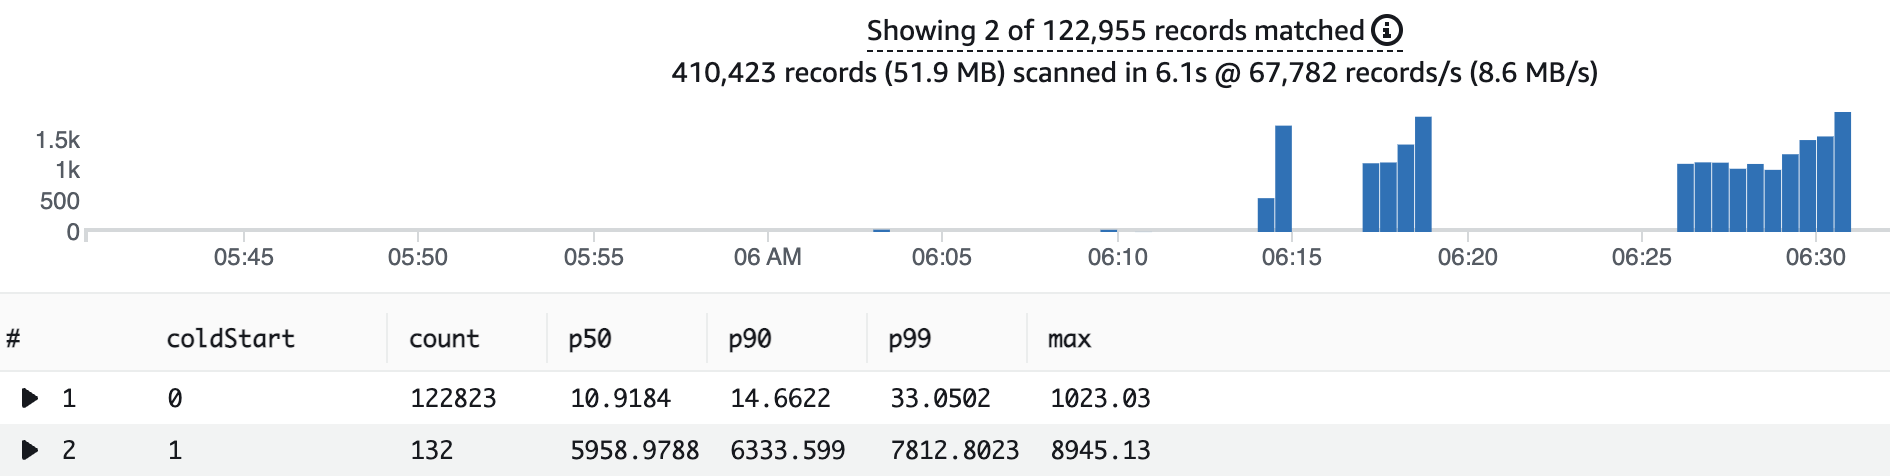 Showing 2 of 122,955 records matched
410,423 records (51.9 MB) scanned in 6.1s @ 67,782 records/s (8.6 MB/s)
1.5k
1k
500
0
05:45 05:50 05:55 06 AM 06:05 06:10 06:15 06:20 06:25 06:30
# coldStart count p50 p90 p99 max
1 0 122823 10.9184 14.6622 33.0502 1023.03
2 1 132 5958.9788 6333.599 7812.8023 8945.13